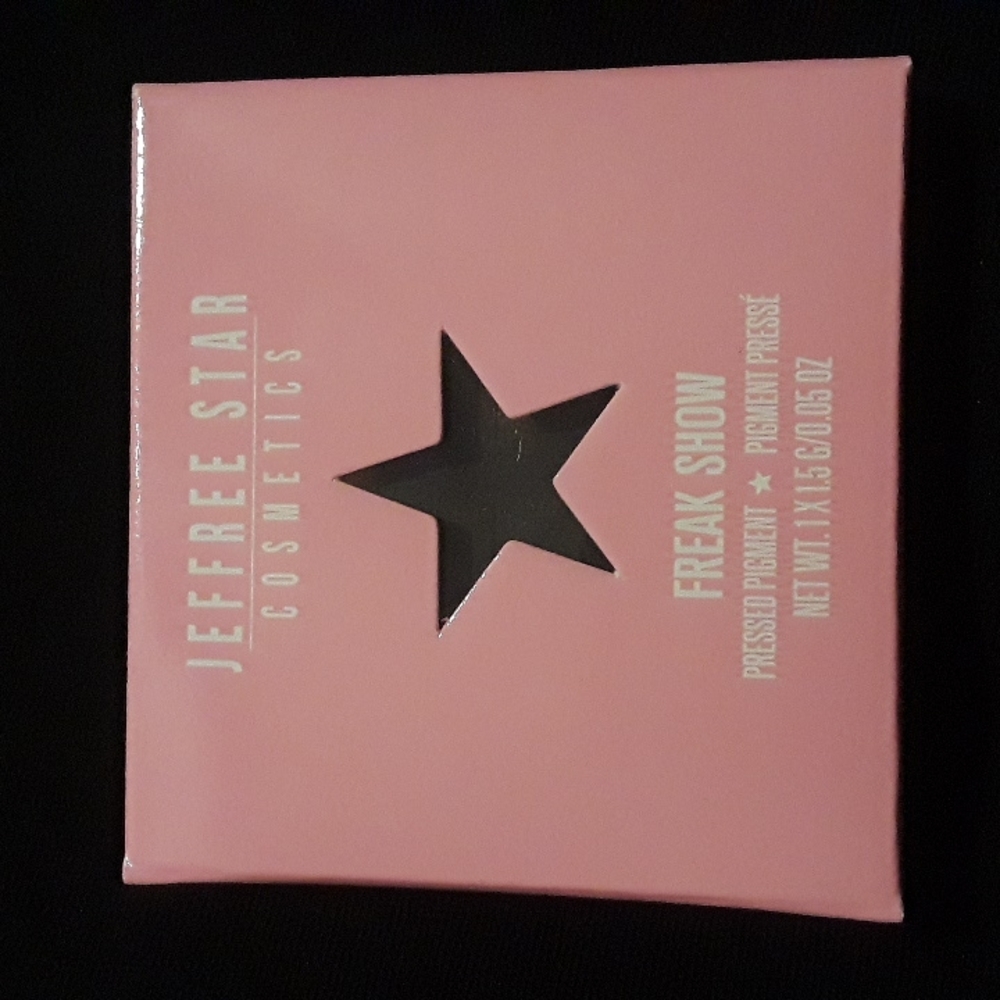 JEFFREE STAR
COSMETICS
FREAK SHOW
PRESSED PIGMENT ★ PIGMENT PRESSÉ
NET WT. 1 X 1.5 G/0.05 OZ